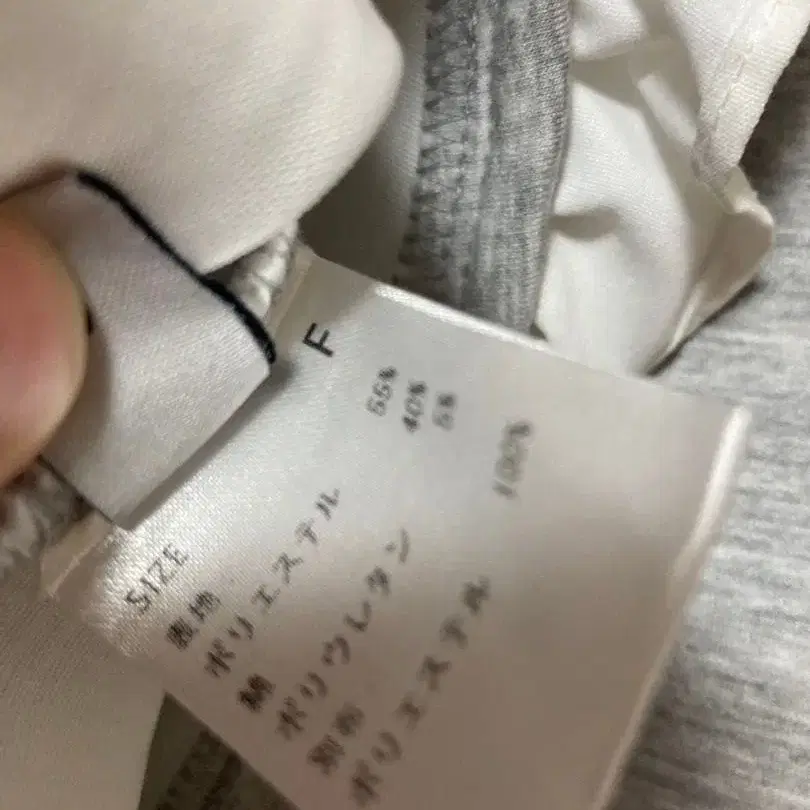 SIZE F
表地
ポリエステル 55%
綿 40%
ポリウレタン 5%
別布
ポリエステル 100%